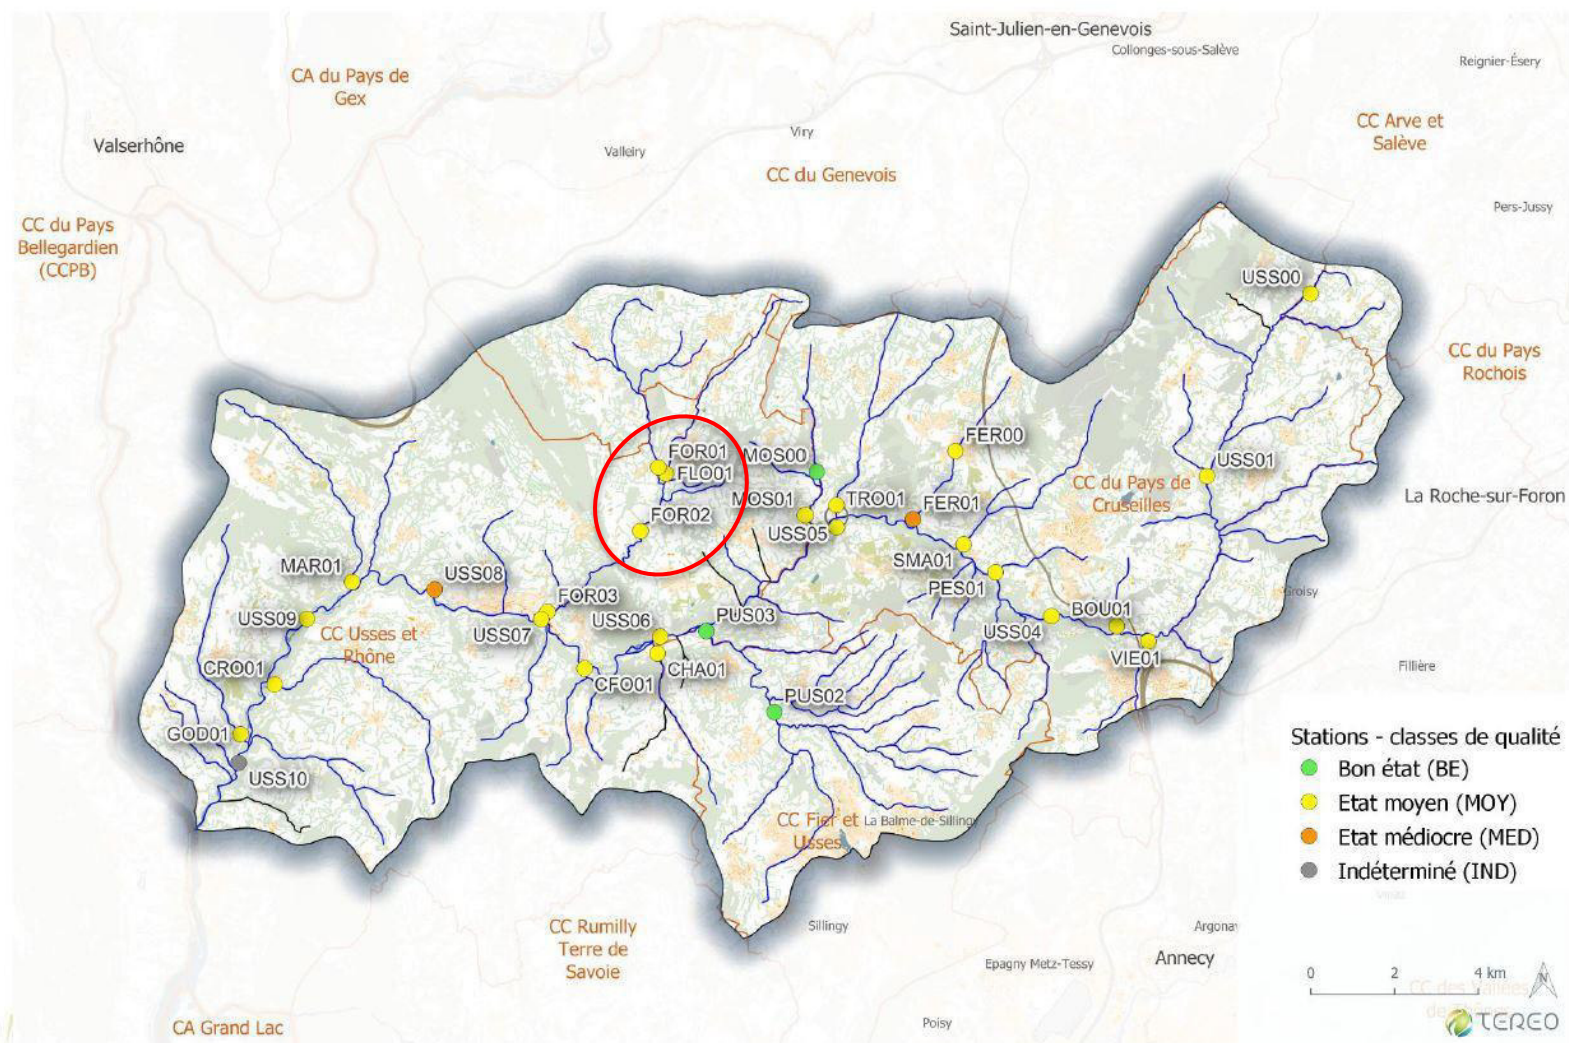 Saint-Julien-en-Genevois
Collonges-sous-Salève
Reignier-Ésery
CA du Pays de
Gex
CC Arve et
Salève
Valserhône
Viry
Valleiry
CC du Genevois
Pers-Jussy
CC du Pays
Bellegardien
(CCPB)
USS00
CC du Pays
Rochois
FER00
FOR01
MOS00
FLO01
USS01
CC du Pays de
Cruseilles
La Roche-sur-Foron
MOS01
TRO01
FER01
FOR02
USS05
SMA01
MAR01
USS08
PES01
Groisy
FOR03
BOU01
PUS03
USS09
USS07
USS06
USS04
CC Usses et
Rhône
VIE01
CRO01
CHA01
Fillière
CFO01
PUS02
GOD01
USS10
Stations - classes de qualité
Bon état (BE)
Etat moyen (MOY)
Etat médiocre (MED)
Indéterminé (IND)
CC Fier et
Usses
La Balme-de-Sillingy
Sillingy
Argonay
CC Rumilly
Terre de
Savoie
Epagny Metz-Tessy
Annecy
0 2 4 km
N
CC des Vallées
de
CA Grand Lac
Poisy
TEREO